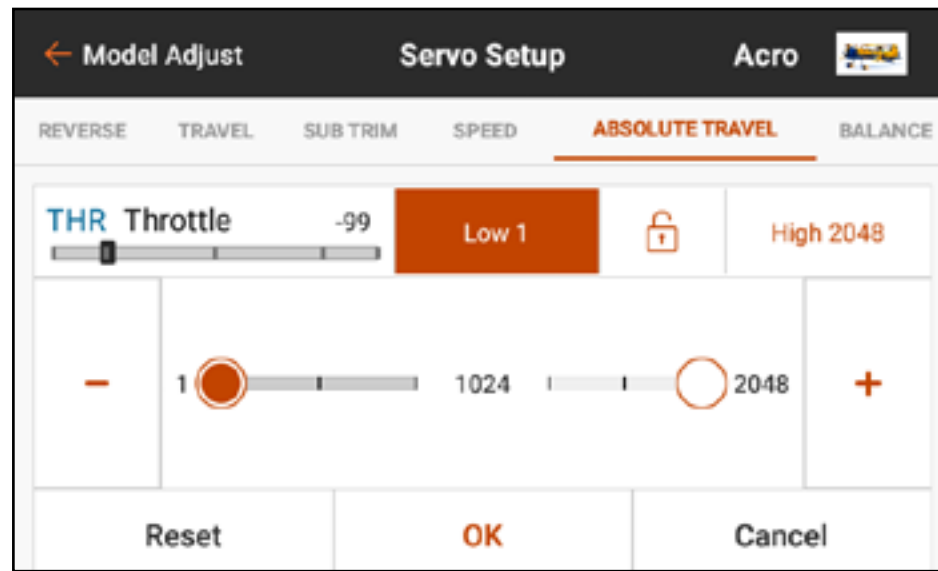 ← Model Adjust Servo Setup Acro
REVERSE TRAVEL SUB TRIM SPEED ABSOLUTE TRAVEL BALANCE
THR Throttle -99 Low 1 High 2048
- 1 1024 2048 +
Reset OK Cancel